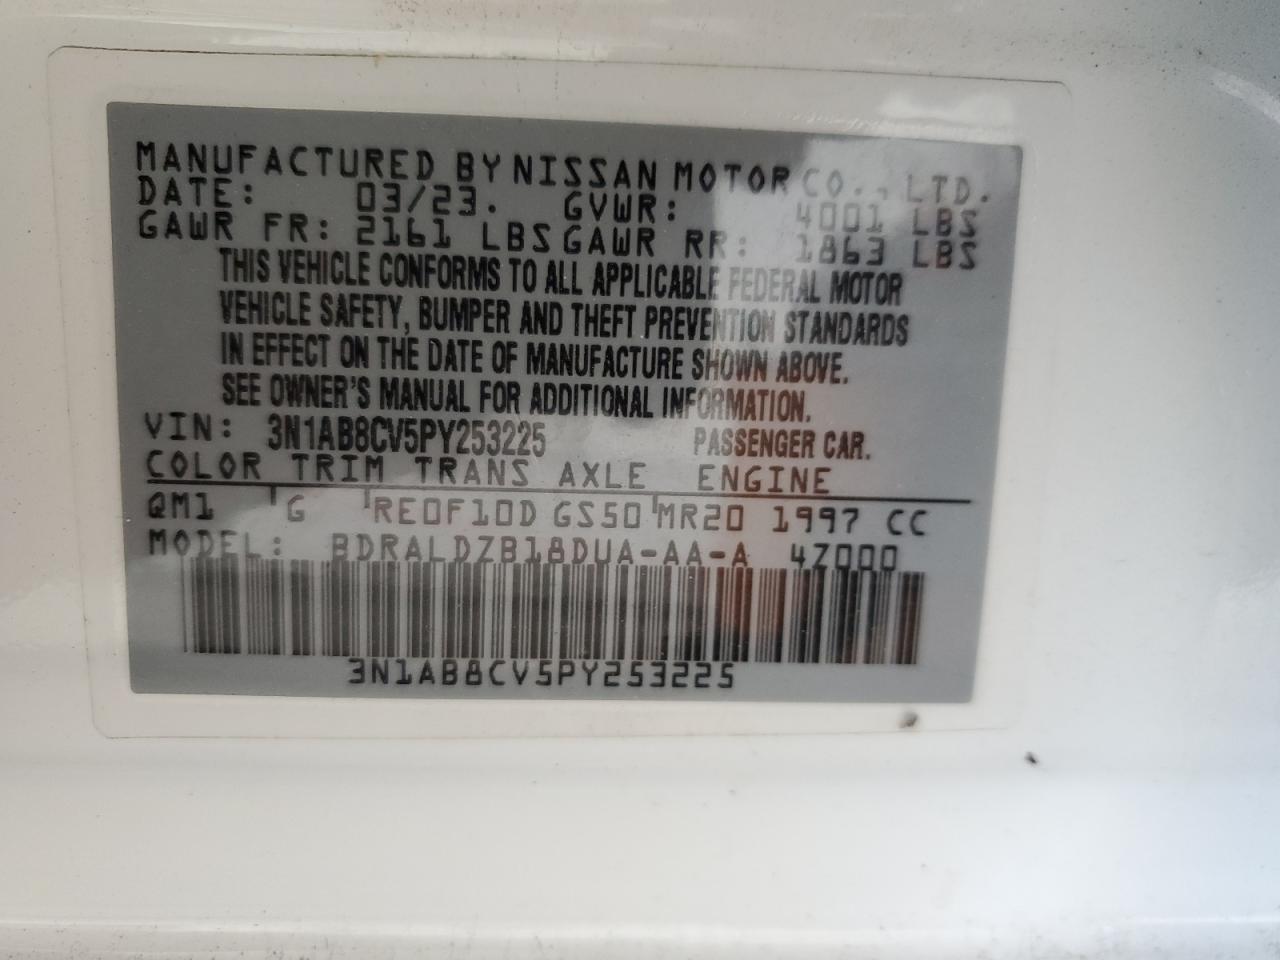 MANUFACTURED BY NISSAN MOTOR CO., LTD.
DATE: 03/23. GVWR: 4001 LBS
GAWR FR: 2161 LBS GAWR RR: 1863 LBS
THIS VEHICLE CONFORMS TO ALL APPLICABLE FEDERAL MOTOR
VEHICLE SAFETY, BUMPER AND THEFT PREVENTION STANDARDS
IN EFFECT ON THE DATE OF MANUFACTURE SHOWN ABOVE.
SEE OWNER'S MANUAL FOR ADDITIONAL INFORMATION.
VIN: 3N1AB8CV5PY253225 PASSENGER CAR.
COLOR TRIM TRANS AXLE ENGINE
QM1 G RE0F10D GS50 MR20 1997 CC
MODEL: BDRALDZB18DUA-AA-A 4Z000
3N1AB8CV5PY253225